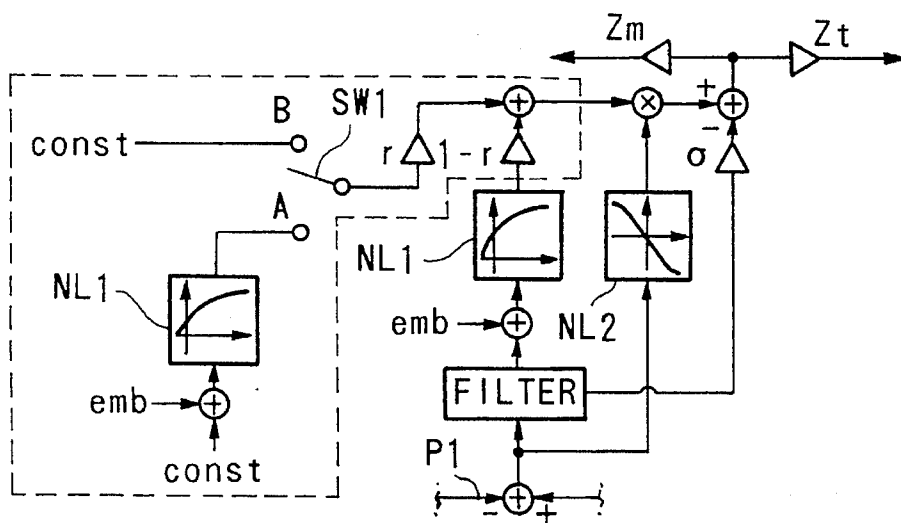 Zm
Zt
B
SW1
const
r
1-r
+
-
σ
A
NL1
NL1
NL2
emb
emb
FILTER
const
P1
-
+